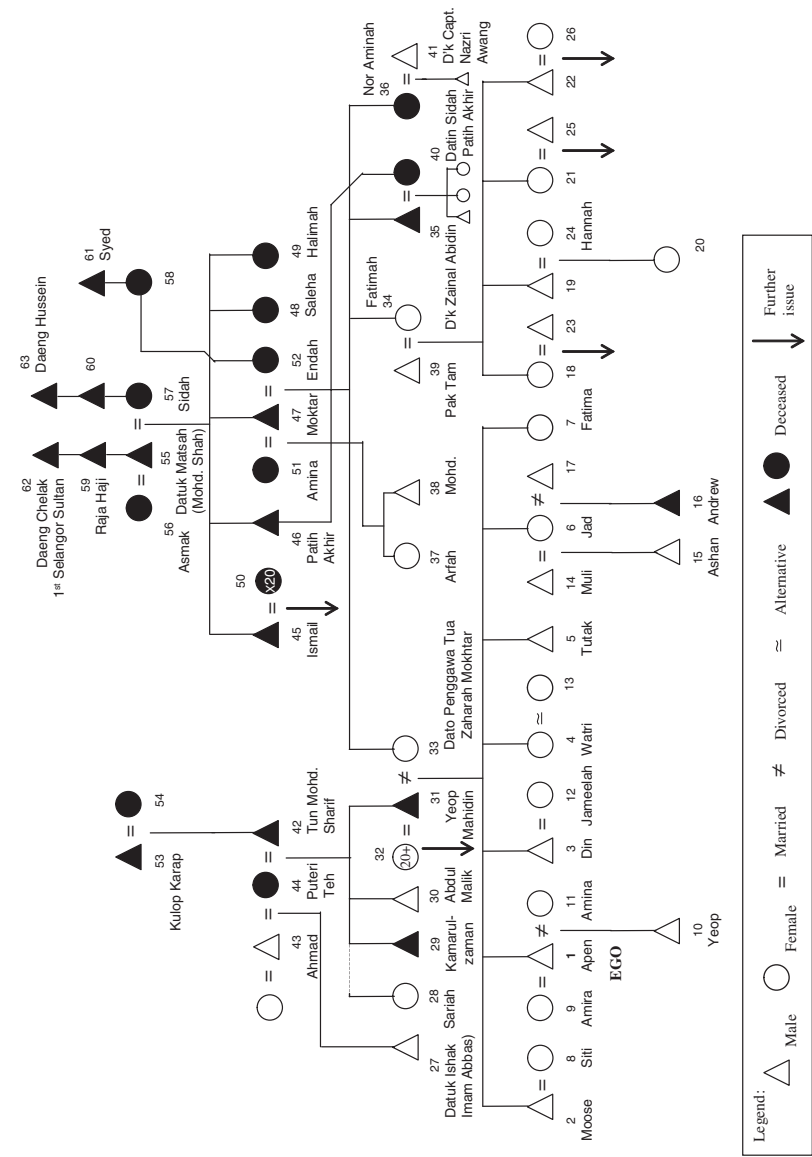 62
Daeng Chelak
1st Selangor Sultan
63
Daeng Hussein
61
Syed
59
Raja Haji
60
58
56
Asmak
55
Datuk Matsah
(Mohd. Shah)
57
Sidah
=
=
53
Kulop Karap
=
54
45
Ismail
=
50
X20
46
Patih
Akhir
51
Amina
=
47
Moktar
=
52
Endah
48
Saleha
49
Halimah
=
43
Ahmad
=
44
Puteri
Teh
=
42
Tun Mohd.
Sharif
37
Arfah
38
Mohd.
27
Datuk Ishak
Imam Abbas)
28
Sariah
29
Kamarul-
zaman
30
Abdul
Malik
32
20+
=
31
Yeop
Mahidin
≠
33
Dato Penggawa Tua
Zaharah Mokhtar
39
Pak Tam
=
Fatimah
34
35
D'k Zainal Abidin
=
40
Datin Sidah
Patih Akhir
Nor Aminah
36
=
41
D'k Capt.
Nazri
Awang
2
Moose
=
8
Siti
9
Amira
=
1
Apen
EGO
≠
11
Amina
3
Din
=
12
Jameelah
4
Watri
≃
13
5
Tutak
14
Muli
=
6
Jad
≠
17
7
Fatima
18
=
23
19
=
24
Hannah
21
=
25
22
=
26
10
Yeop
15
Ashan
16
Andrew
20
Legend:
Male
Female
= Married
≠ Divorced
≃ Alternative
Deceased
Further
issue